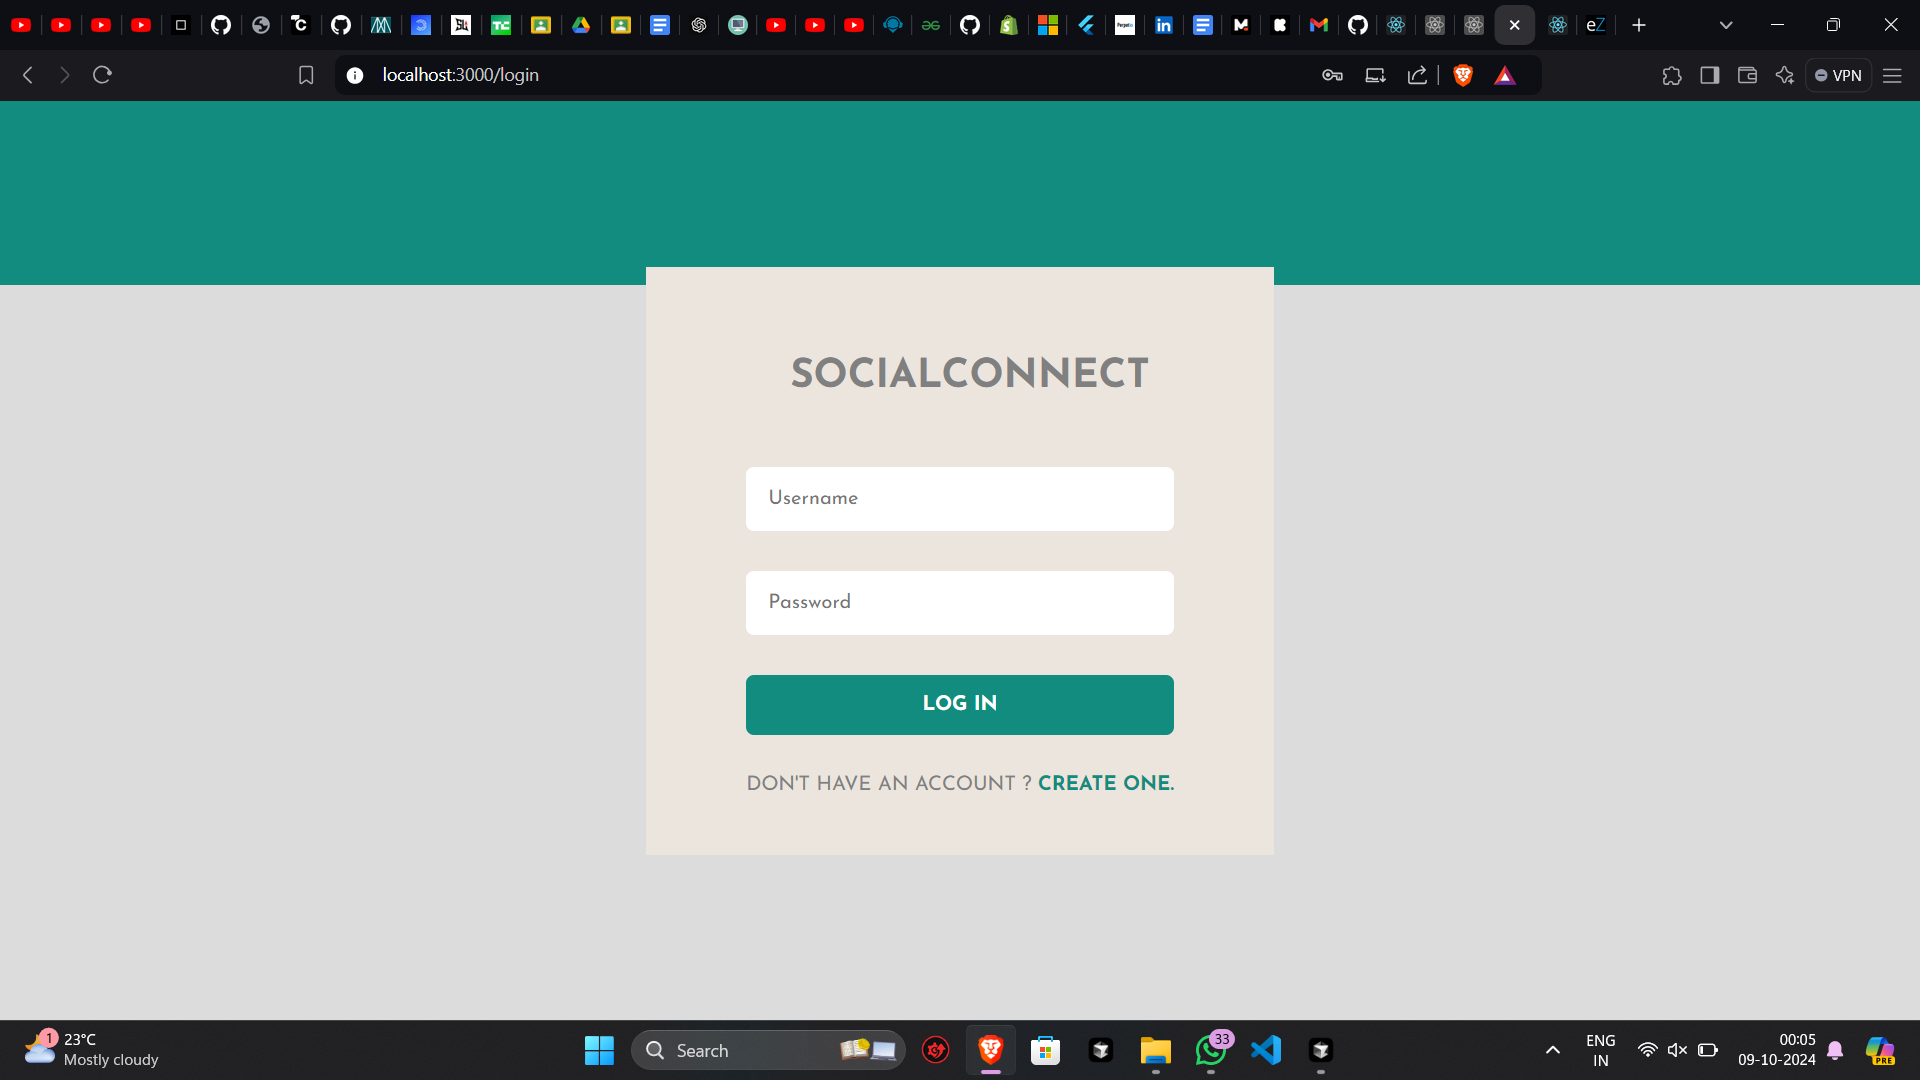 eZ
localhost:3000/login
VPN
SOCIALCONNECT
Username
Password
LOG IN
DON'T HAVE AN ACCOUNT ? CREATE ONE.
1
23°C
Mostly cloudy
Search
33
ENG
IN
00:05
09-10-2024
PRE